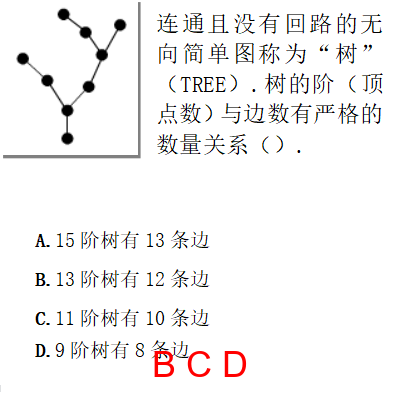 连通且没有回路的无
向简单图称为“树”
（TREE）.树的阶（顶
点数）与边数有严格的
数量关系（）.
A.15 阶树有 13 条边
B.13 阶树有 12 条边
C.11 阶树有 10 条边
D.9 阶树有 8 条边
B C D